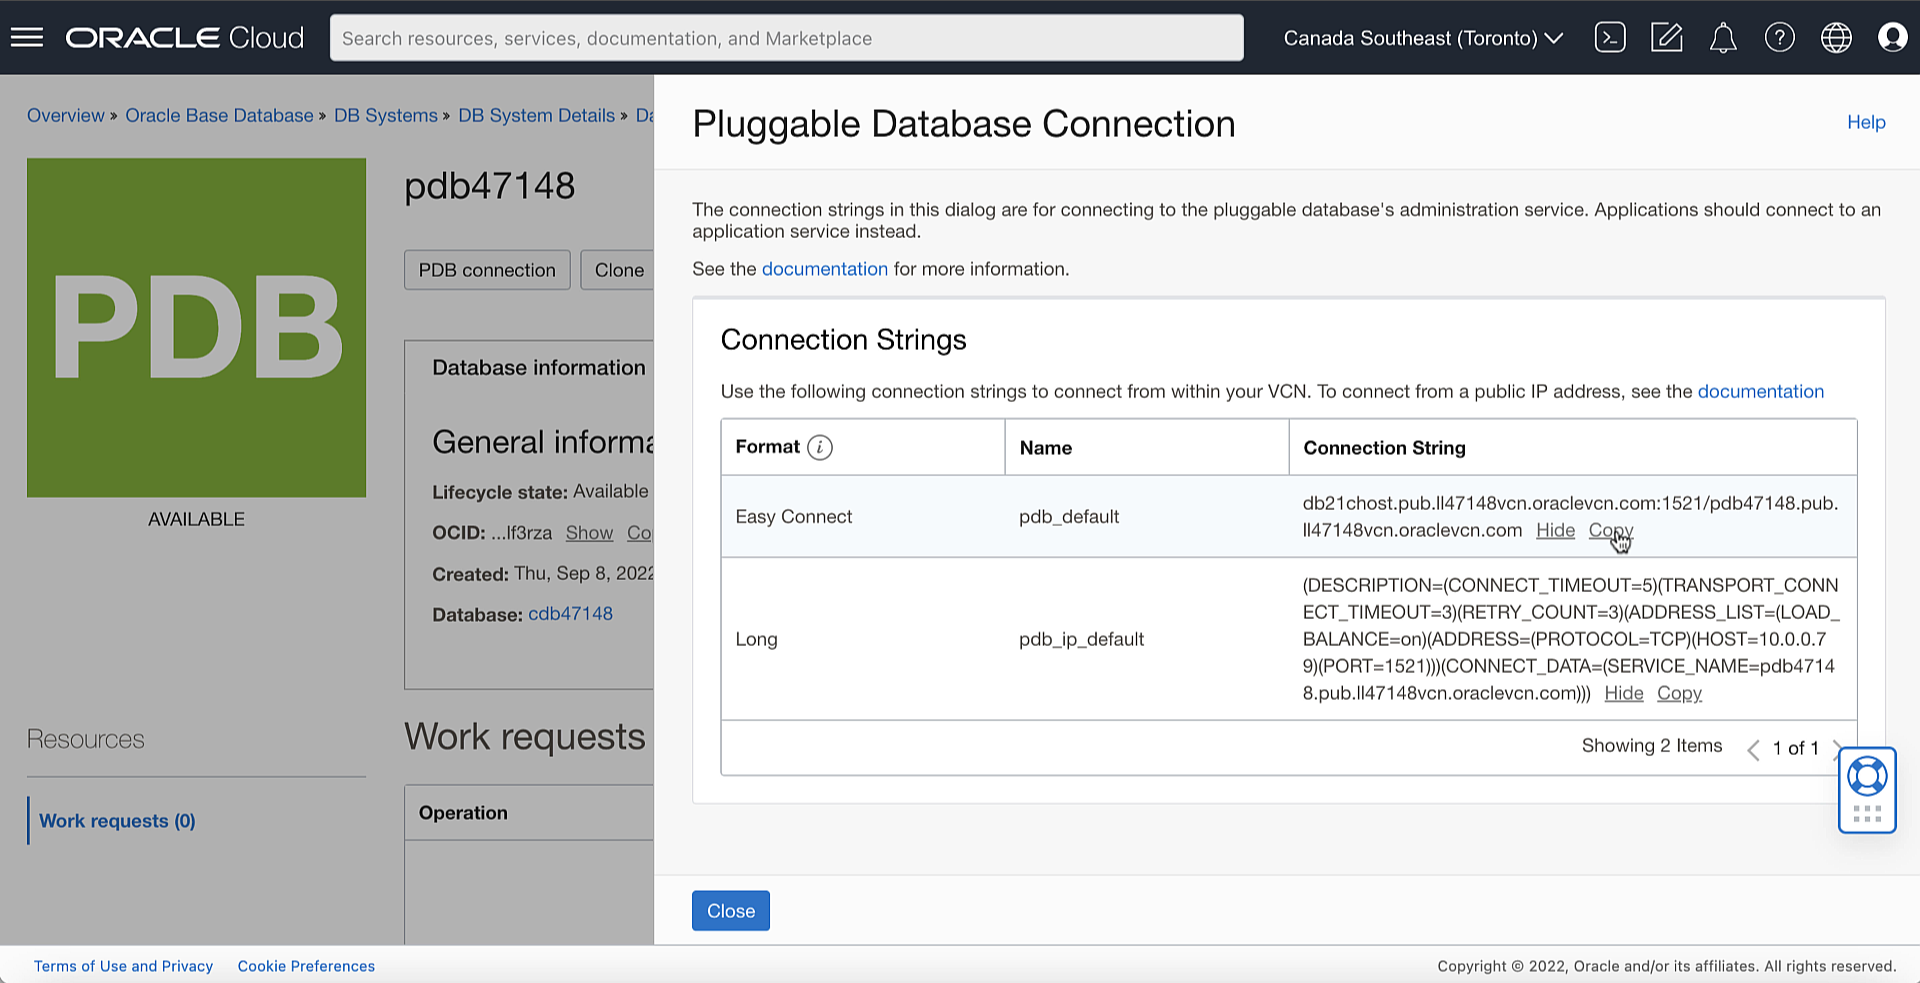 ORACLE Cloud
Search resources, services, documentation, and Marketplace
Canada Southeast (Toronto)
Overview » Oracle Base Database » DB Systems » DB System Details » Da
PDB
AVAILABLE
pdb47148
PDB connection
Clone
Database information
General informa
Lifecycle state: Available
OCID: ...lf3rza Show Co
Created: Thu, Sep 8, 2022
Database: cdb47148
Resources
Work requests (0)
Work requests
Operation
Pluggable Database Connection
Help
The connection strings in this dialog are for connecting to the pluggable database's administration service. Applications should connect to an
application service instead.
See the documentation for more information.
Connection Strings
Use the following connection strings to connect from within your VCN. To connect from a public IP address, see the documentation
Format i Name Connection String
Easy Connect
pdb_default
db21chost.pub.ll47148vcn.oraclevcn.com:1521/pdb47148.pub.
ll47148vcn.oraclevcn.com Hide Copy
Long
pdb_ip_default
(DESCRIPTION=(CONNECT_TIMEOUT=5)(TRANSPORT_CONN
ECT_TIMEOUT=3)(RETRY_COUNT=3)(ADDRESS_LIST=(LOAD_
BALANCE=on)(ADDRESS=(PROTOCOL=TCP)(HOST=10.0.0.7
9)(PORT=1521)))(CONNECT_DATA=(SERVICE_NAME=pdb4714
8.pub.ll47148vcn.oraclevcn.com))) Hide Copy
Showing 2 Items
1 of 1
Close
Terms of Use and Privacy
Cookie Preferences
Copyright © 2022, Oracle and/or its affiliates. All rights reserved.